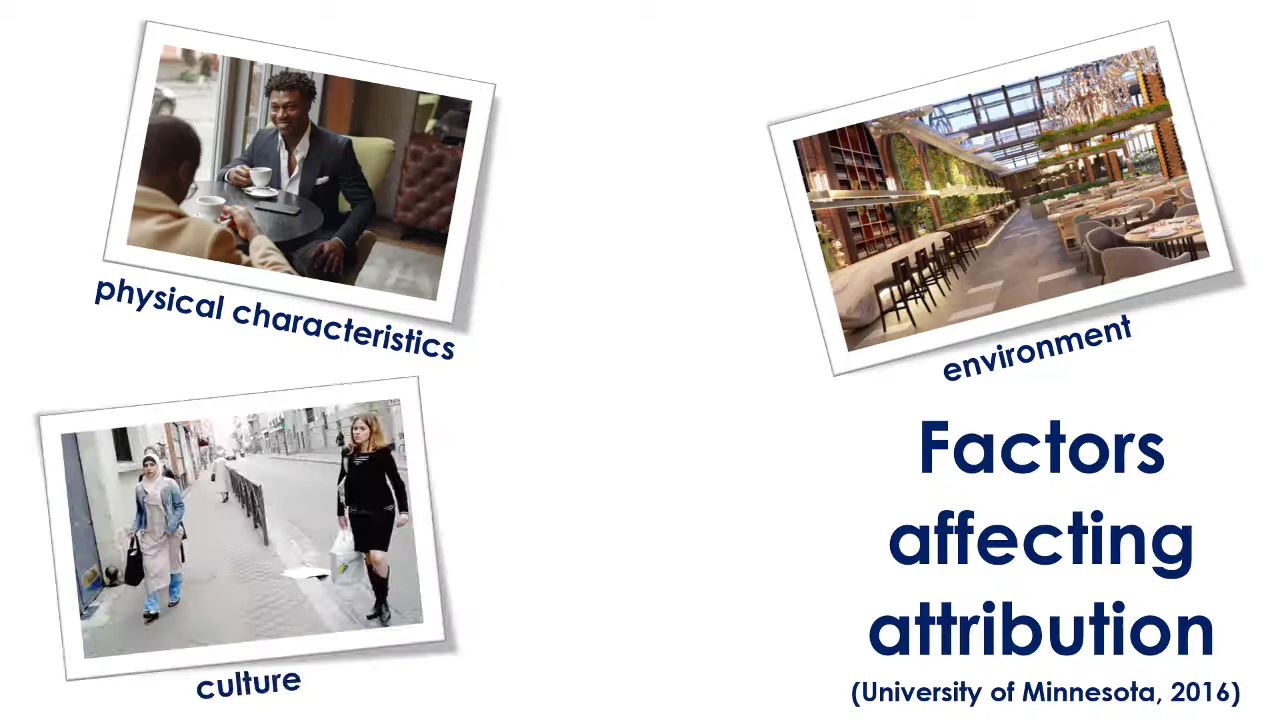 physical characteristics
environment
culture
Factors
affecting
attribution
(University of Minnesota, 2016)